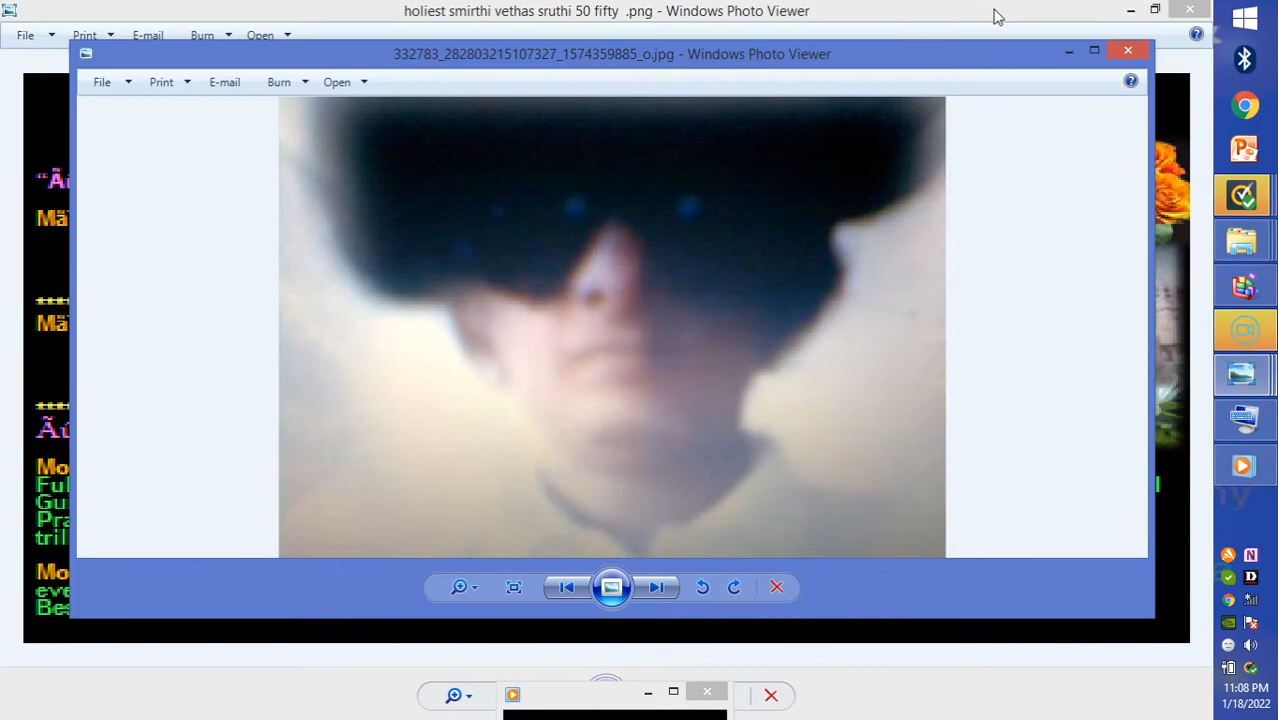 holiest smirthi vethas sruthi 50 fifty .png - Windows Photo Viewer
File Print E-mail Burn Open
332783_282803215107327_1574359885_o.jpg - Windows Photo Viewer
File Print E-mail Burn Open
11:08 PM
1/18/2022